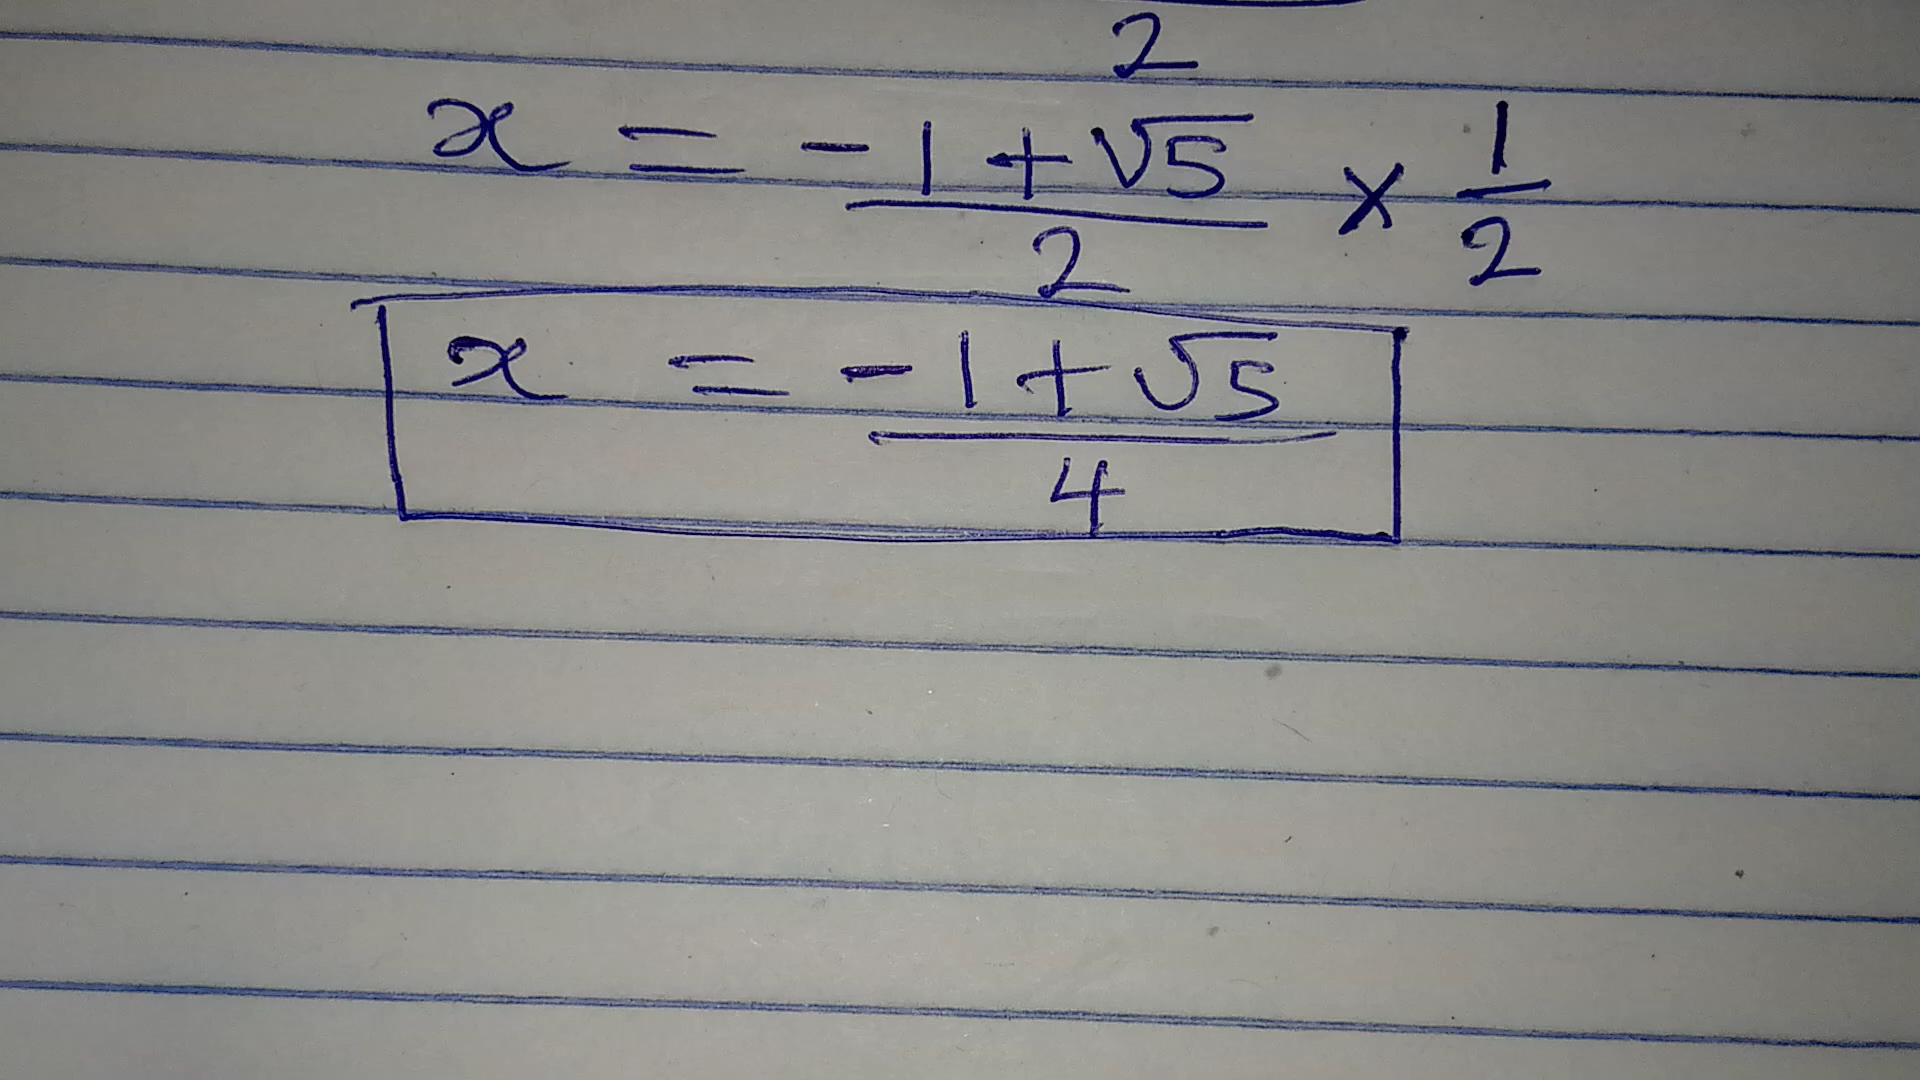 2
x = -1+√5/2 × 1/2
x = -1+√5/4